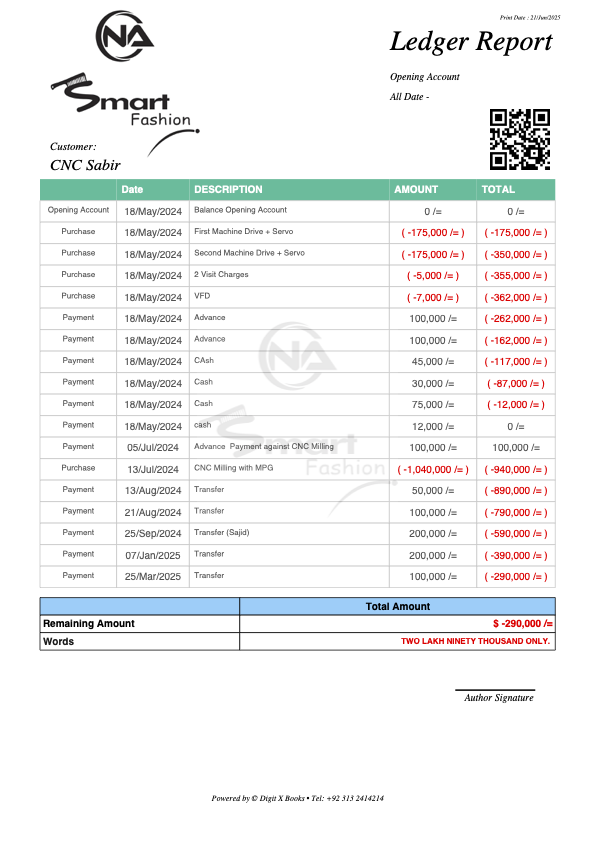 Print Date : 21/Jun/2025
NA
Ledger Report
Smart
Fashion
Opening Account
All Date -
Customer:
CNC Sabir
Date DESCRIPTION AMOUNT TOTAL
Opening Account 18/May/2024 Balance Opening Account 0 /= 0 /=
Purchase 18/May/2024 First Machine Drive + Servo ( -175,000 /= ) ( -175,000 /= )
Purchase 18/May/2024 Second Machine Drive + Servo ( -175,000 /= ) ( -350,000 /= )
Purchase 18/May/2024 2 Visit Charges ( -5,000 /= ) ( -355,000 /= )
Purchase 18/May/2024 VFD ( -7,000 /= ) ( -362,000 /= )
Payment 18/May/2024 Advance 100,000 /= ( -262,000 /= )
Payment 18/May/2024 Advance 100,000 /= ( -162,000 /= )
Payment 18/May/2024 CAsh 45,000 /= ( -117,000 /= )
Payment 18/May/2024 Cash 30,000 /= ( -87,000 /= )
Payment 18/May/2024 Cash 75,000 /= ( -12,000 /= )
Payment 18/May/2024 cash 12,000 /= 0 /=
Payment 05/Jul/2024 Advance Payment against CNC Milling 100,000 /= 100,000 /=
Purchase 13/Jul/2024 CNC Milling with MPG ( -1,040,000 /= ) ( -940,000 /= )
Payment 13/Aug/2024 Transfer 50,000 /= ( -890,000 /= )
Payment 21/Aug/2024 Transfer 100,000 /= ( -790,000 /= )
Payment 25/Sep/2024 Transfer (Sajid) 200,000 /= ( -590,000 /= )
Payment 07/Jan/2025 Transfer 200,000 /= ( -390,000 /= )
Payment 25/Mar/2025 Transfer 100,000 /= ( -290,000 /= )
NA
Smart
Fashion
Total Amount
Remaining Amount $ -290,000 /=
Words TWO LAKH NINETY THOUSAND ONLY.
Author Signature
Powered by © Digit X Books • Tel: +92 313 2414214